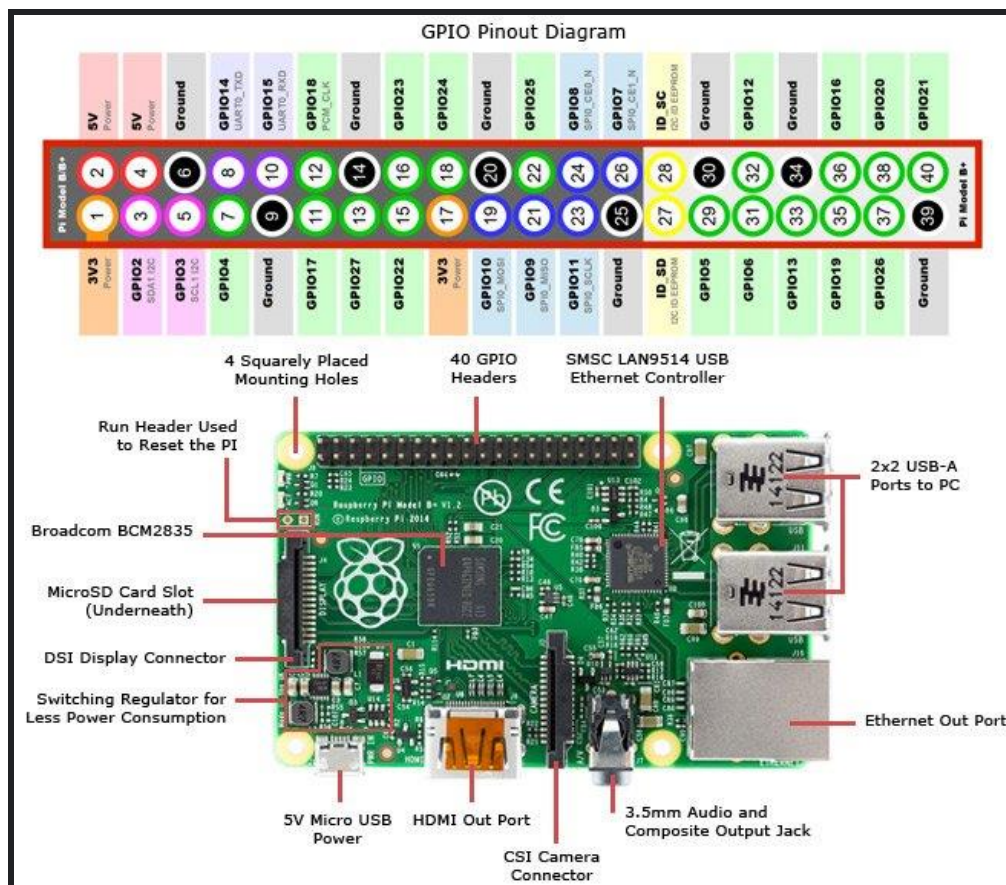 GPIO Pinout Diagram
5V
Power
5V
Power
Ground
GPIO14
UART0_TXD
GPIO15
UART0_RXD
GPIO18
PCM_CLK
Ground
GPIO23
GPIO24
Ground
GPIO25
GPIO8
SPI0_CE0_N
GPIO7
SPI0_CE1_N
ID_SC
I2C ID EEPROM
Ground
GPIO12
Ground
GPIO16
GPIO20
GPIO21
Pi Model B/B+
2 4 6 8 10 12 14 16 18 20 22 24 26 28 30 32 34 36 38 40
1 3 5 7 9 11 13 15 17 19 21 23 25 27 29 31 33 35 37 39
Pi Model B+
3V3
Power
GPIO2
SDA1 I2C
GPIO3
SCL1 I2C
GPIO4
Ground
GPIO17
GPIO27
GPIO22
3V3
Power
GPIO10
SPI0_MOSI
GPIO9
SPI0_MISO
GPIO11
SPI0_SCLK
Ground
ID_SD
I2C ID EEPROM
GPIO5
GPIO6
GPIO13
GPIO19
GPIO26
Ground
4 Squarely Placed
Mounting Holes
40 GPIO
Headers
SMSC LAN9514 USB
Ethernet Controller
Run Header Used
to Reset the PI
2x2 USB-A
Ports to PC
Broadcom BCM2835
MicroSD Card Slot
(Underneath)
DSI Display Connector
Switching Regulator for
Less Power Consumption
Ethernet Out Port
5V Micro USB
Power
HDMI Out Port
CSI Camera
Connector
3.5mm Audio and
Composite Output Jack
GPIO
Raspberry Pi Model B+ V1.2
© Raspberry Pi 2014
Pb
CE
FC
DISPLAY
HDMI
CAMERA
14122
14122
USB
ETHERNET